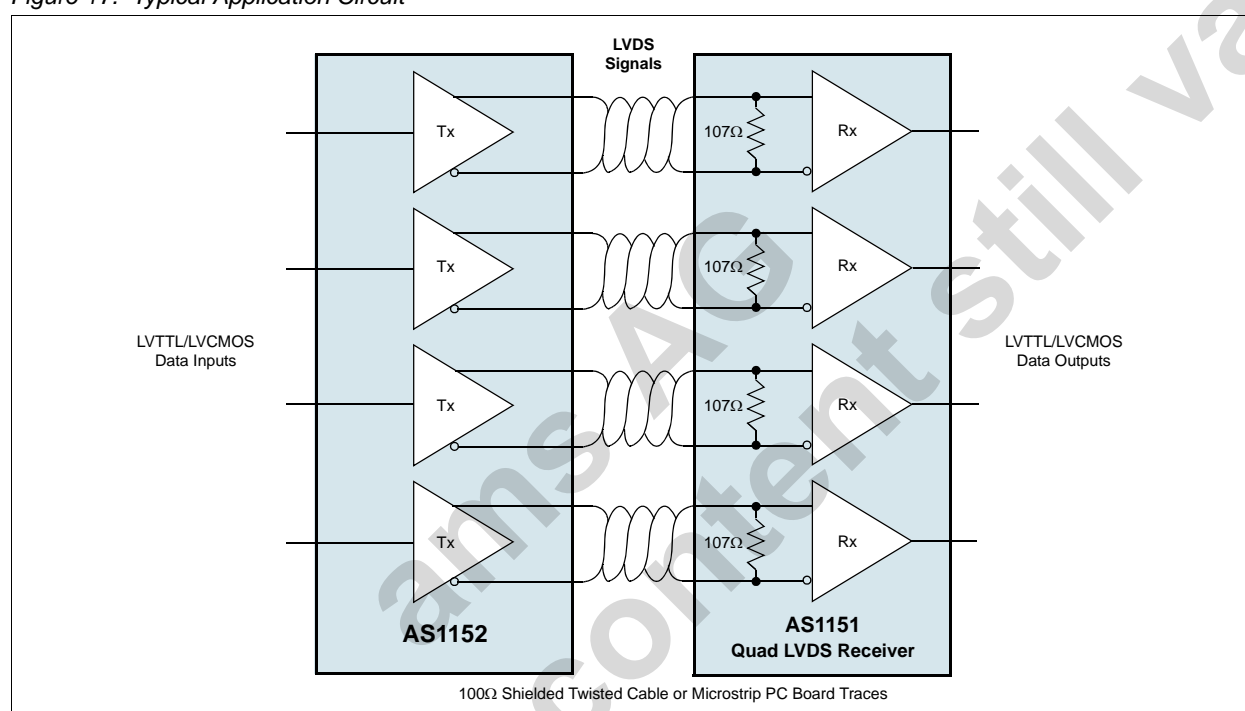 Figure 17. Typical Application Circuit
LVDS
Signals
Tx
107Ω
Rx
Tx
107Ω
Rx
LVTTL/LVCMOS
Data Inputs
LVTTL/LVCMOS
Data Outputs
Tx
107Ω
Rx
Tx
107Ω
Rx
AS1152
AS1151
Quad LVDS Receiver
100Ω Shielded Twisted Cable or Microstrip PC Board Traces
ams AG
content still